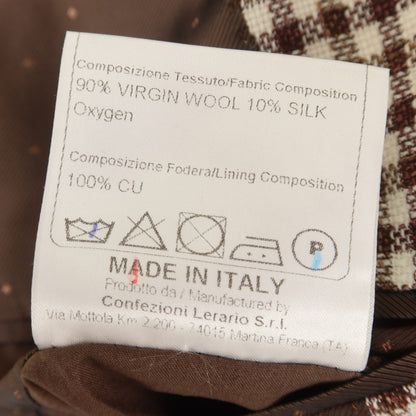 Composizione Tessuto/Fabric Composition
90% VIRGIN WOOL 10% SILK
Oxygen
Composizione Fodera/Lining Composition
100% CU
P
MADE IN ITALY
Prodotto da / Manufactured by
Confezioni Lerario S.r.l.
Via Mottola Km 2,200 - 74015 Martina Franca (TA)